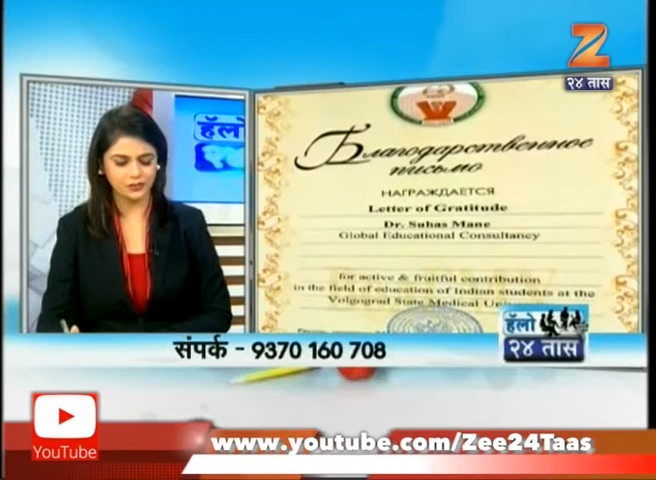 २४ तास
हॅलो
Благодарственное
письмо
НАГРАЖДАЕТСЯ
Letter of Gratitude
Dr. Suhas Mane
Global Educational Consultancy
for active & fruitful contribution
in the field of education of Indian students at the
Volgograd State Medical
संपर्क - 9370 160 708
हॅलो
२४ तास
YouTube
www.youtube.com/Zee24Taas